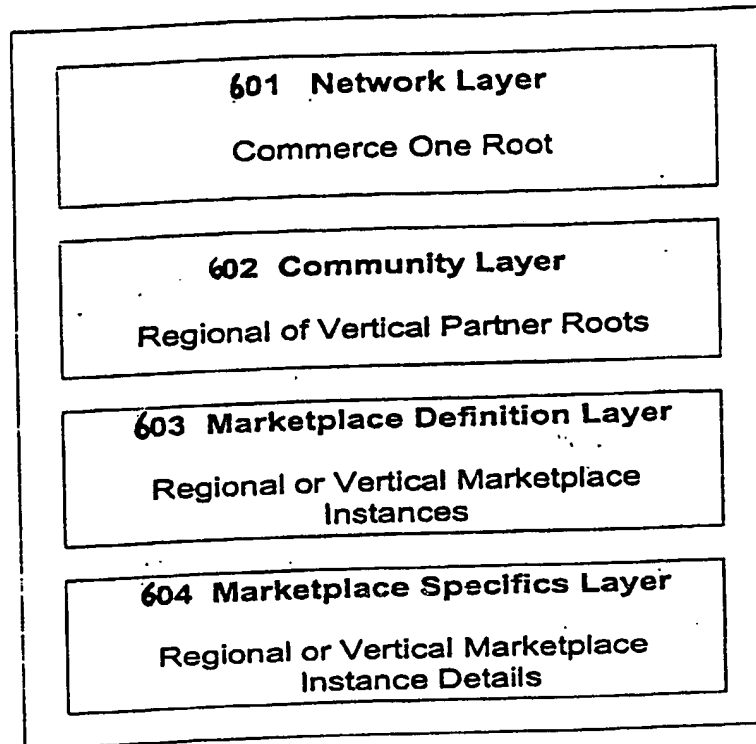 601 Network Layer
Commerce One Root
602 Community Layer
Regional of Vertical Partner Roots
603 Marketplace Definition Layer
Regional or Vertical Marketplace
Instances
604 Marketplace Specifics Layer
Regional or Vertical Marketplace
Instance Details